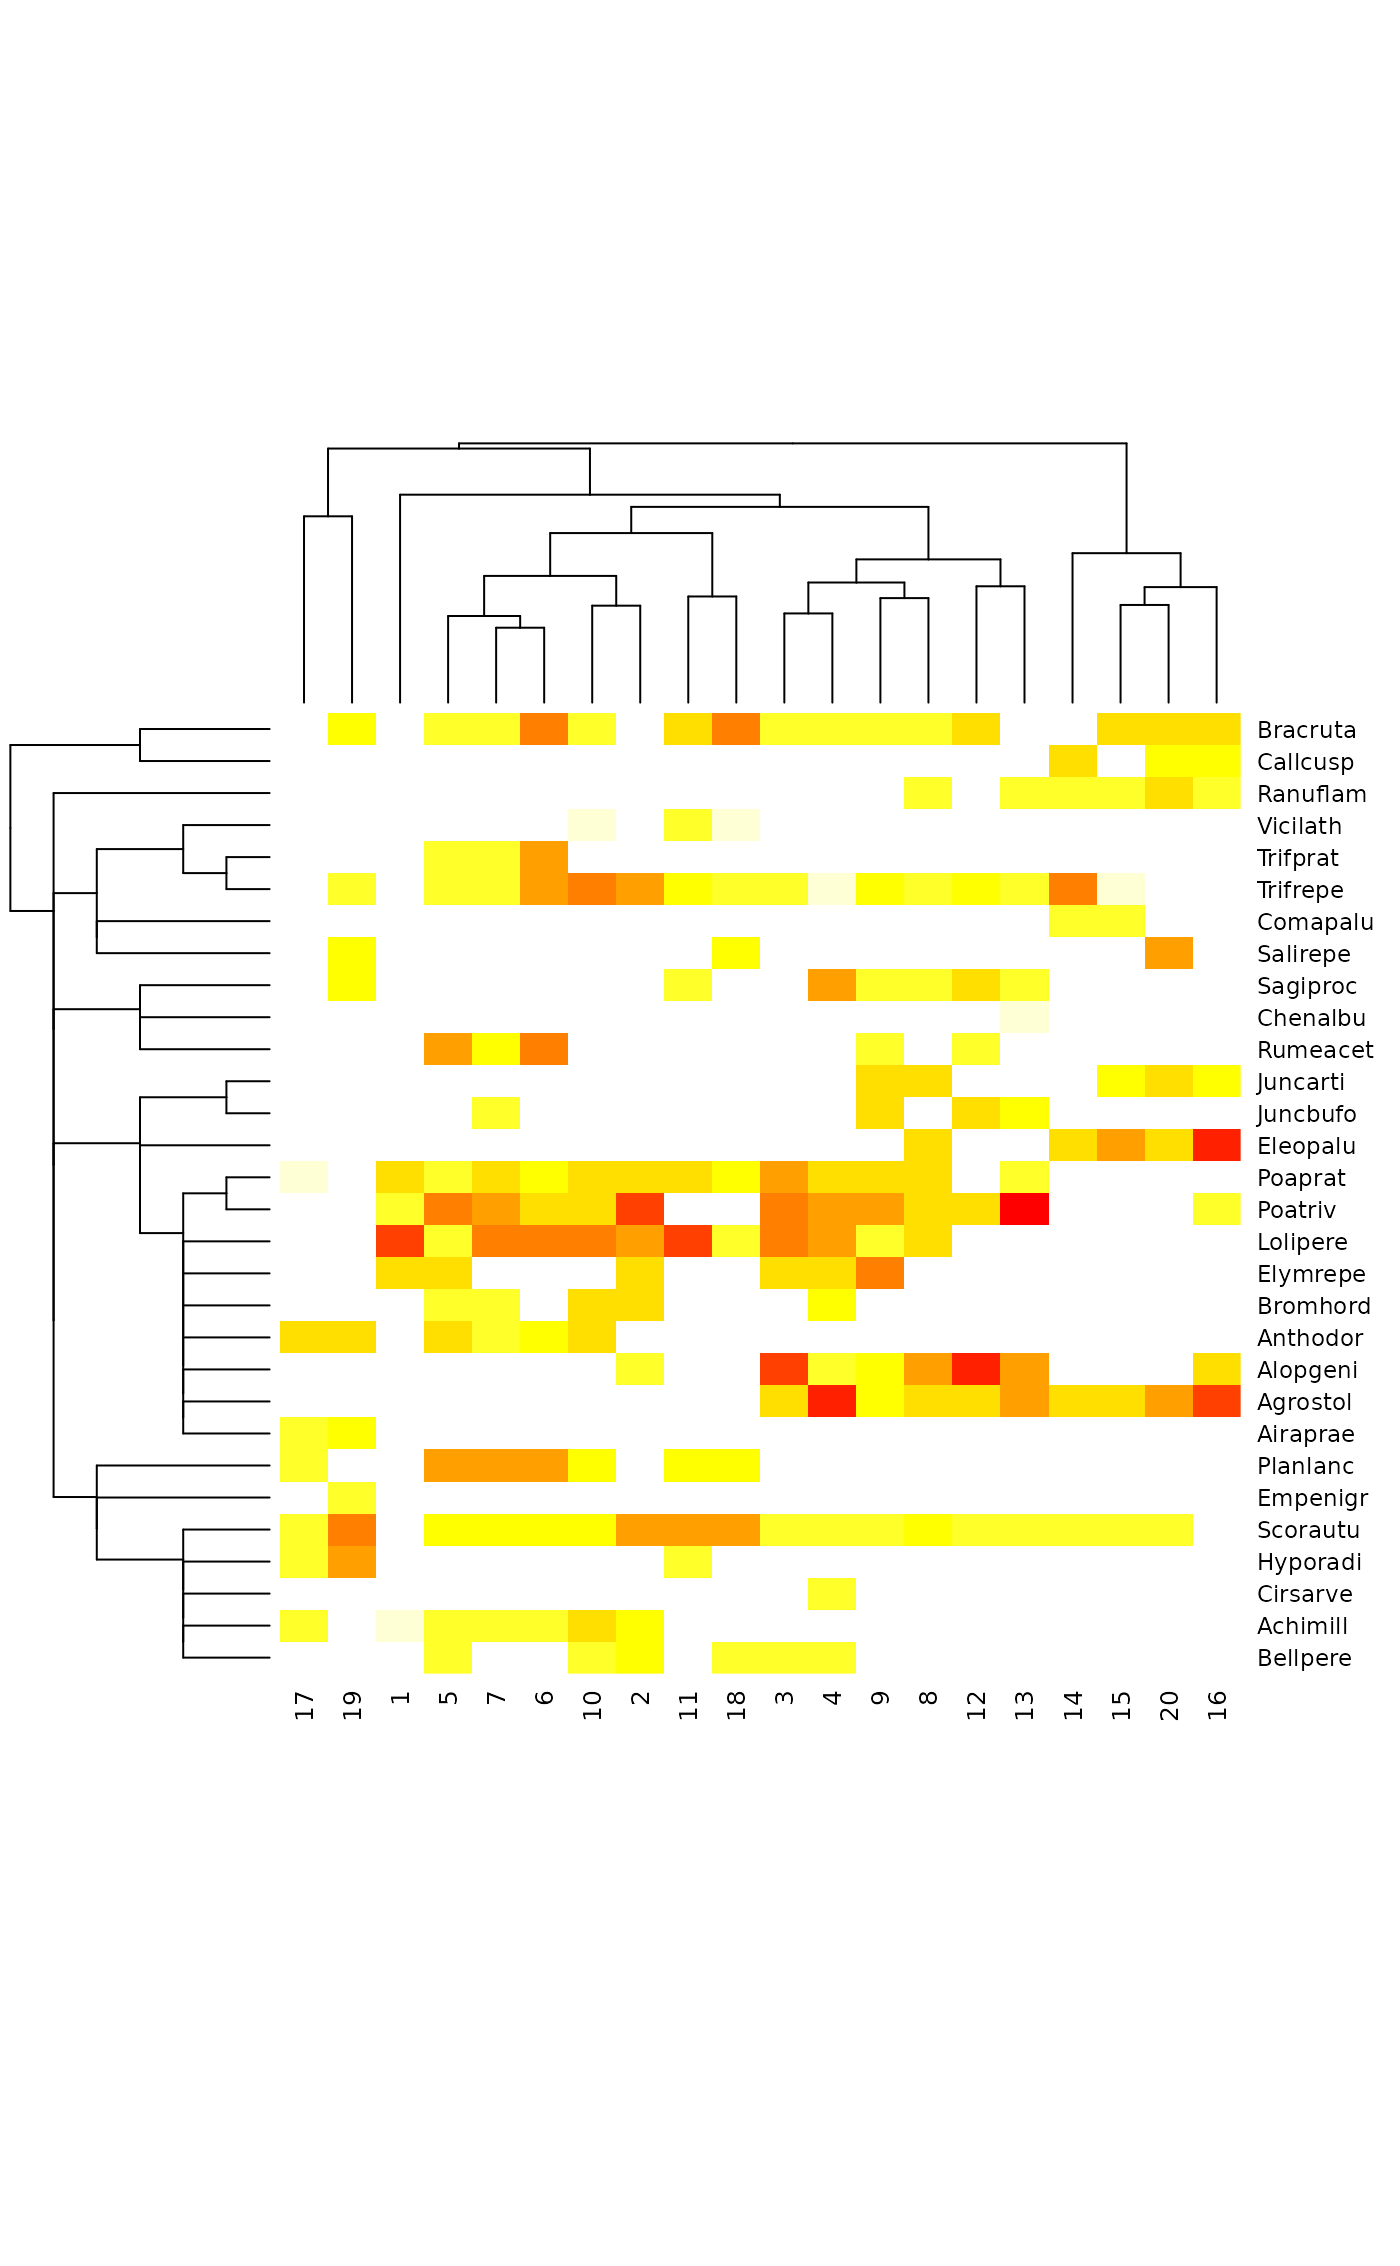 Bracruta
Callcusp
Ranuflam
Vicilath
Trifprat
Trifrepe
Comapalu
Salirepe
Sagiproc
Chenalbu
Rumeacet
Juncarti
Juncbufo
Eleopalu
Poaprat
Poatriv
Lolipere
Elymrepe
Bromhord
Anthodor
Alopgeni
Agrostol
Airaprae
Planlanc
Empenigr
Scorautu
Hyporadi
Cirsarve
Achimill
Bellpere
17 19 1 5 7 6 10 2 11 18 3 4 9 8 12 13 14 15 20 16